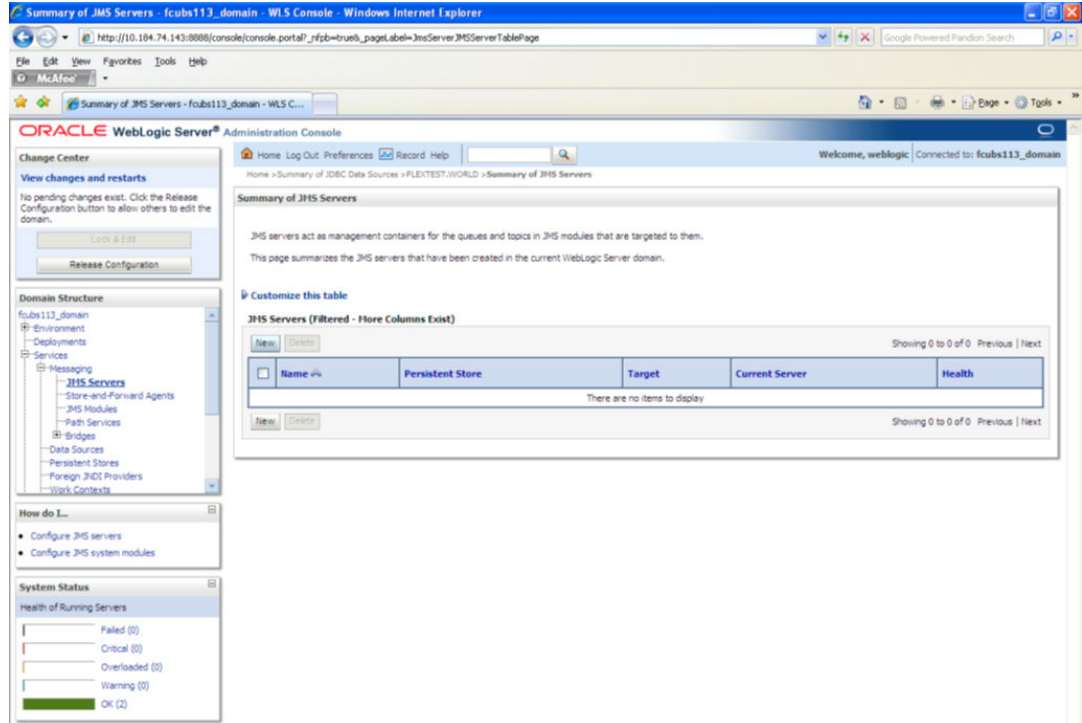 Summary of JMS Servers - fcubs113_domain - WLS Console - Windows Internet Explorer
http://10.184.74.143:8888/console/console.portal?_nfpb=true&_pageLabel=JmsServerJMSServerTablePage
Google Powered Pandion Search
File Edit View Favorites Tools Help
McAfee
Summary of JMS Servers - fcubs113_domain - WLS C...
Page Tools
ORACLE WebLogic Server® Administration Console
Change Center
View changes and restarts
No pending changes exist. Click the Release
Configuration button to allow others to edit the
domain.
Lock & Edit
Release Configuration
Domain Structure
fcubs113_domain
Environment
Deployments
Services
Messaging
JMS Servers
Store-and-Forward Agents
JMS Modules
Path Services
Bridges
Data Sources
Persistent Stores
Foreign JNDI Providers
Work Contexts
How do I...
Configure JMS servers
Configure JMS system modules
System Status
Health of Running Servers
Failed (0)
Critical (0)
Overloaded (0)
Warning (0)
OK (2)
Home Log Out Preferences Record Help
Welcome, weblogic Connected to: fcubs113_domain
Home >Summary of JDBC Data Sources >FLEXTEST.WORLD >Summary of JMS Servers
Summary of JMS Servers
JMS servers act as management containers for the queues and topics in JMS modules that are targeted to them.
This page summarizes the JMS servers that have been created in the current WebLogic Server domain.
Customize this table
JMS Servers (Filtered - More Columns Exist)
New Delete
Showing 0 to 0 of 0 Previous | Next
Name Persistent Store Target Current Server Health
There are no items to display
New Delete
Showing 0 to 0 of 0 Previous | Next